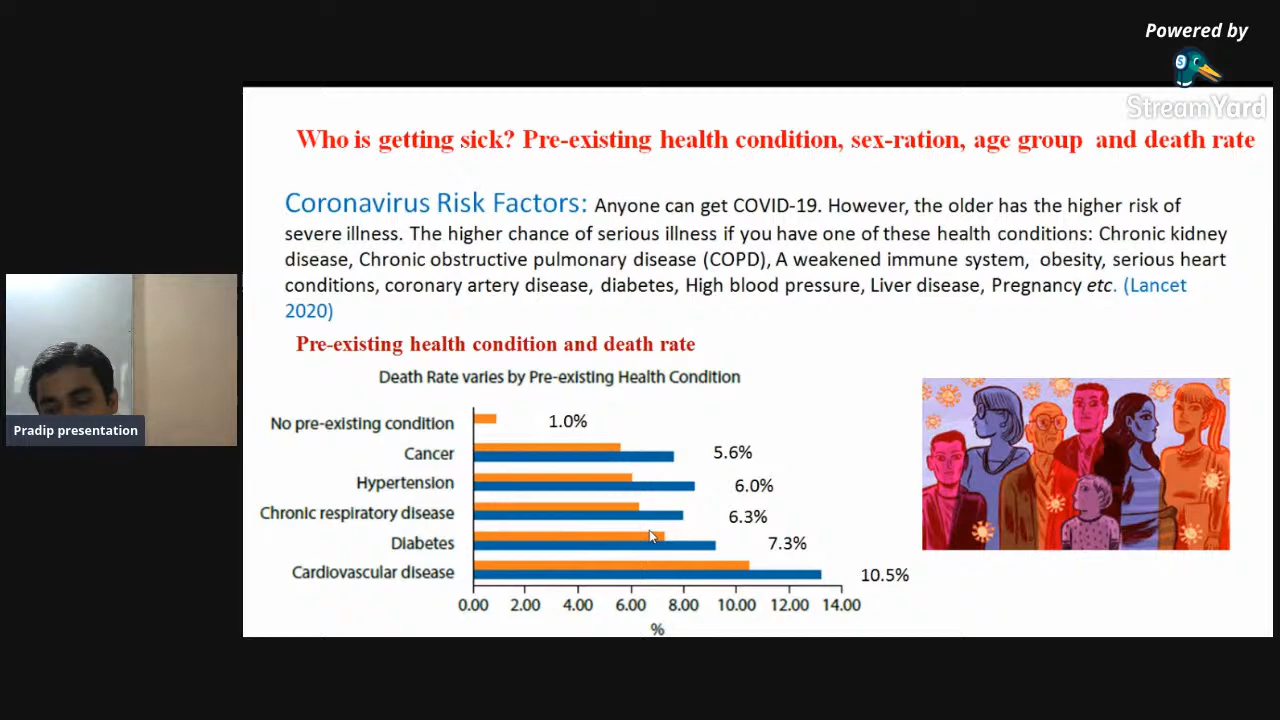 Powered by
StreamYard
Who is getting sick? Pre-existing health condition, sex-ration, age group and death rate
Coronavirus Risk Factors: Anyone can get COVID-19. However, the older has the higher risk of
severe illness. The higher chance of serious illness if you have one of these health conditions: Chronic kidney
disease, Chronic obstructive pulmonary disease (COPD), A weakened immune system, obesity, serious heart
conditions, coronary artery disease, diabetes, High blood pressure, Liver disease, Pregnancy etc. (Lancet
2020)
Pre-existing health condition and death rate
Death Rate varies by Pre-existing Health Condition
No pre-existing condition 1.0%
Cancer 5.6%
Hypertension 6.0%
Chronic respiratory disease 6.3%
Diabetes 7.3%
Cardiovascular disease 10.5%
0.00 2.00 4.00 6.00 8.00 10.00 12.00 14.00
%
Pradip presentation